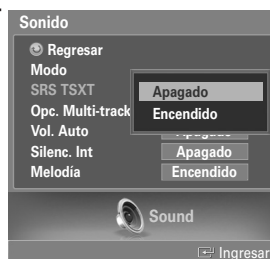 Sonido
Regresar
Modo
SRS TSXT
Apagado
Opc. Multi-track
Encendido
Vol. Auto
Apagado
Silenc. Int
Apagado
Melodía
Encendido
Sound
Ingresar